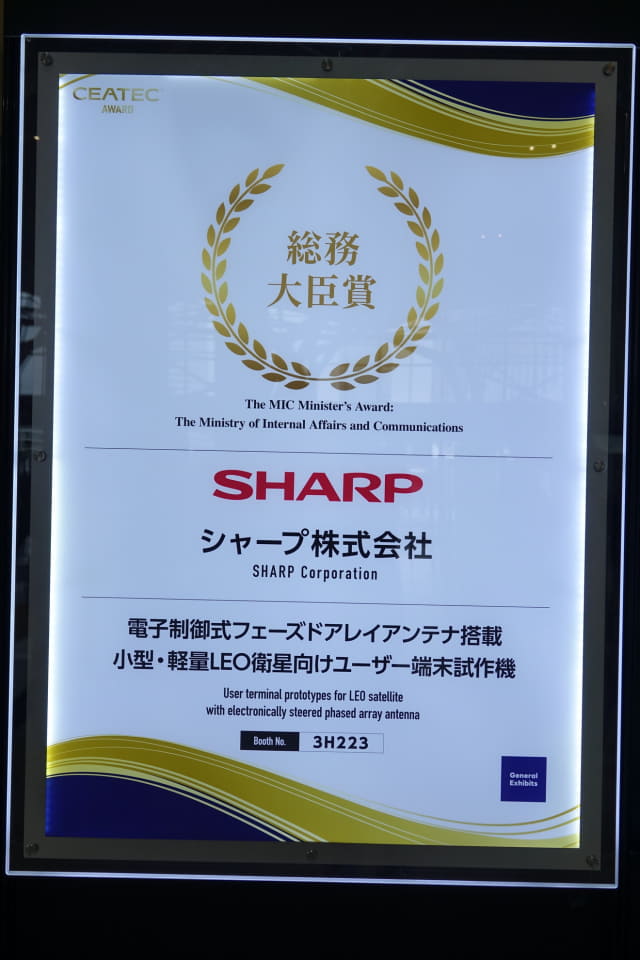 CEATEC
AWARD
総務
大臣賞
The MIC Minister's Award:
The Ministry of Internal Affairs and Communications
SHARP
シャープ株式会社
SHARP Corporation
電子制御式フェーズドアレイアンテナ搭載
小型・軽量LEO衛星向けユーザー端末試作機
User terminal prototypes for LEO satellite
with electronically steered phased array antenna
Booth No. 3H223
General
Exhibits